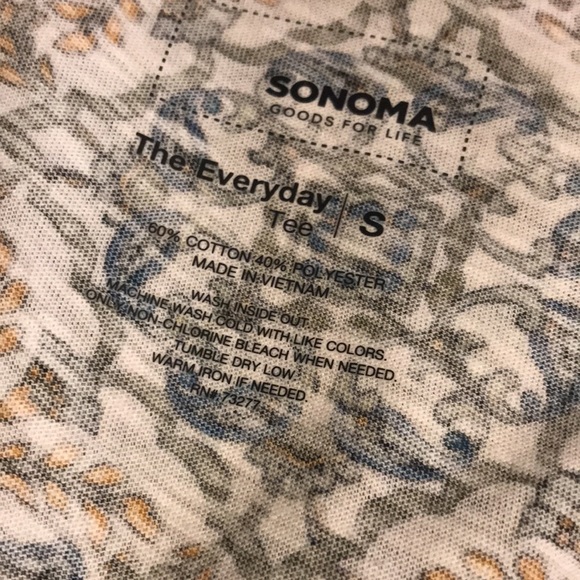 SONOMA
GOODS FOR LIFE
The Everyday
Tee | S
60% COTTON 40% POLYESTER
MADE IN VIETNAM
WASH INSIDE OUT
MACHINE WASH COLD WITH LIKE COLORS.
ONLY NON-CHLORINE BLEACH WHEN NEEDED.
TUMBLE DRY LOW
WARM IRON IF NEEDED
RN# 73277